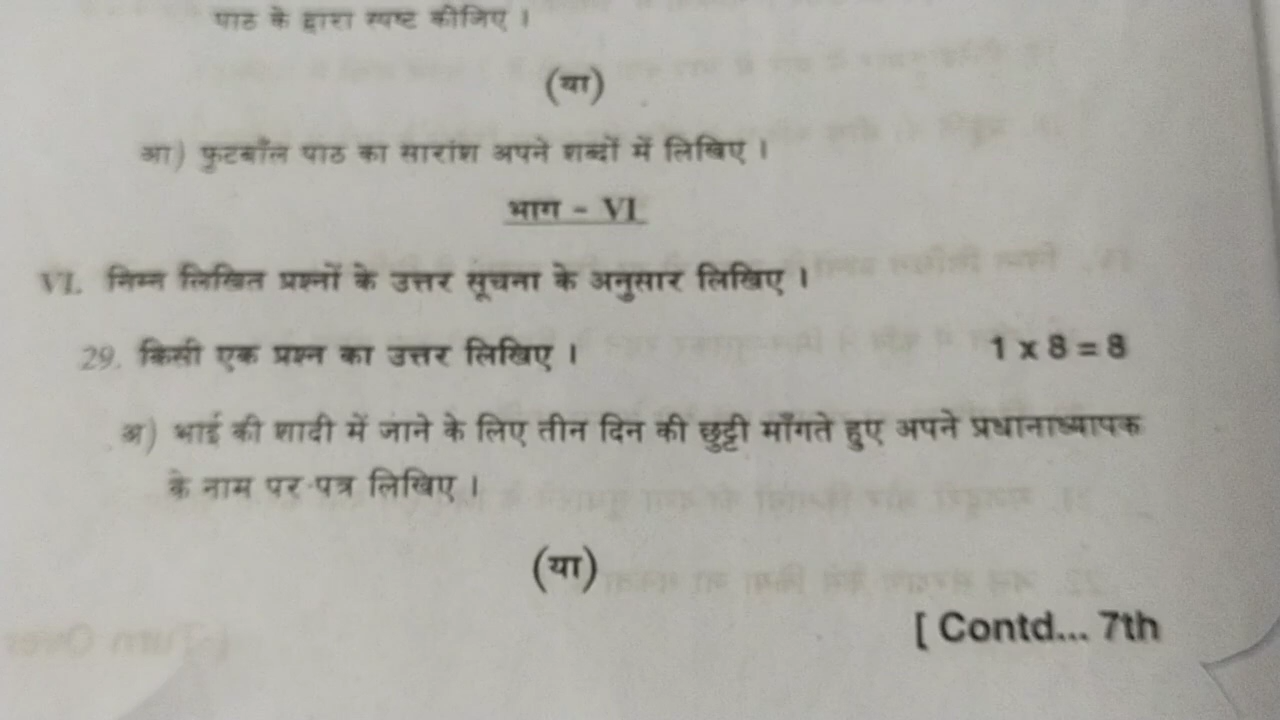 पाठ के द्वारा स्पष्ट कीजिए ।
(या)
आ) फुटबॉल पाठ का सारांश अपने शब्दों में लिखिए ।
भाग - VI
VI. निम्न लिखित प्रश्नों के उत्तर सूचना के अनुसार लिखिए ।
29. किसी एक प्रश्न का उत्तर लिखिए । 1 x 8 = 8
अ) भाई की शादी में जाने के लिए तीन दिन की छुट्टी माँगते हुए अपने प्रधानाध्यापक
के नाम पर पत्र लिखिए ।
(या)
[ Contd... 7th